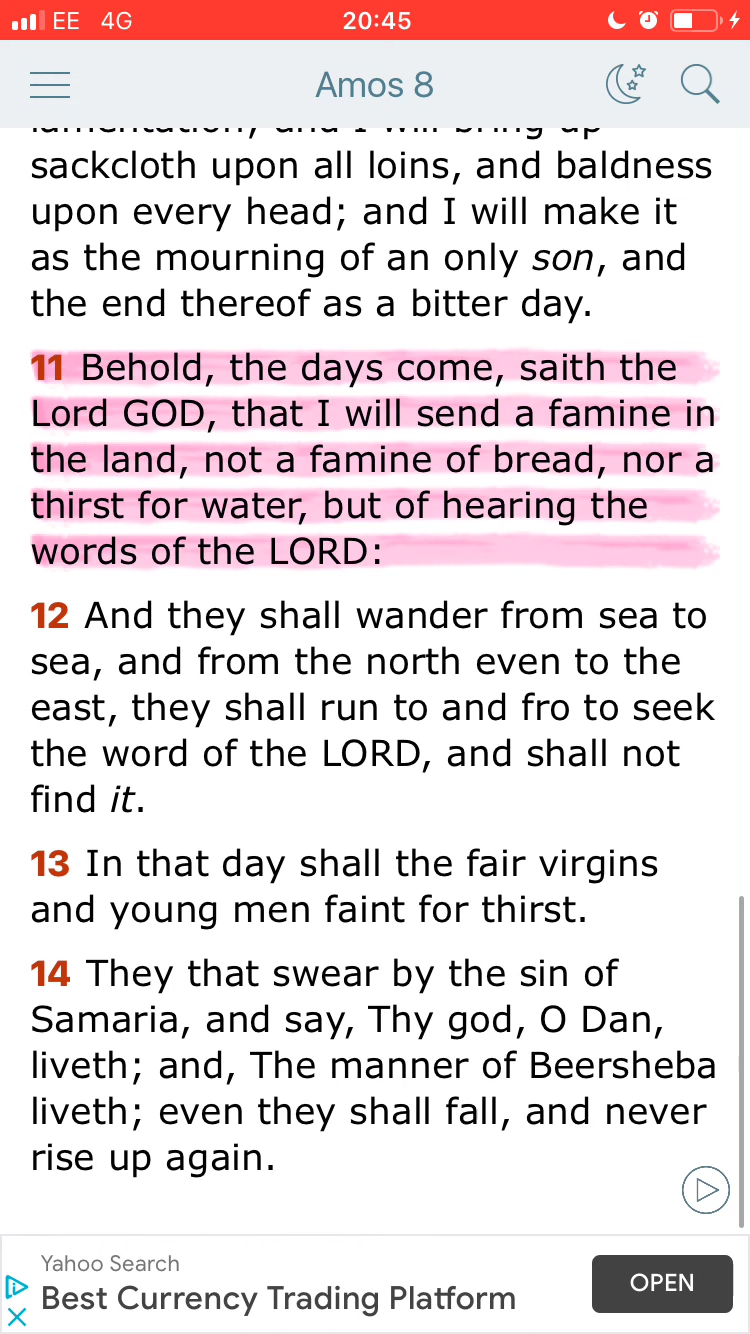 EE 4G 20:45
Amos 8
lamentation, and I will bring up
sackcloth upon all loins, and baldness
upon every head; and I will make it
as the mourning of an only son, and
the end thereof as a bitter day.
11 Behold, the days come, saith the
Lord GOD, that I will send a famine in
the land, not a famine of bread, nor a
thirst for water, but of hearing the
words of the LORD:
12 And they shall wander from sea to
sea, and from the north even to the
east, they shall run to and fro to seek
the word of the LORD, and shall not
find it.
13 In that day shall the fair virgins
and young men faint for thirst.
14 They that swear by the sin of
Samaria, and say, Thy god, O Dan,
liveth; and, The manner of Beersheba
liveth; even they shall fall, and never
rise up again.
Yahoo Search
Best Currency Trading Platform
OPEN